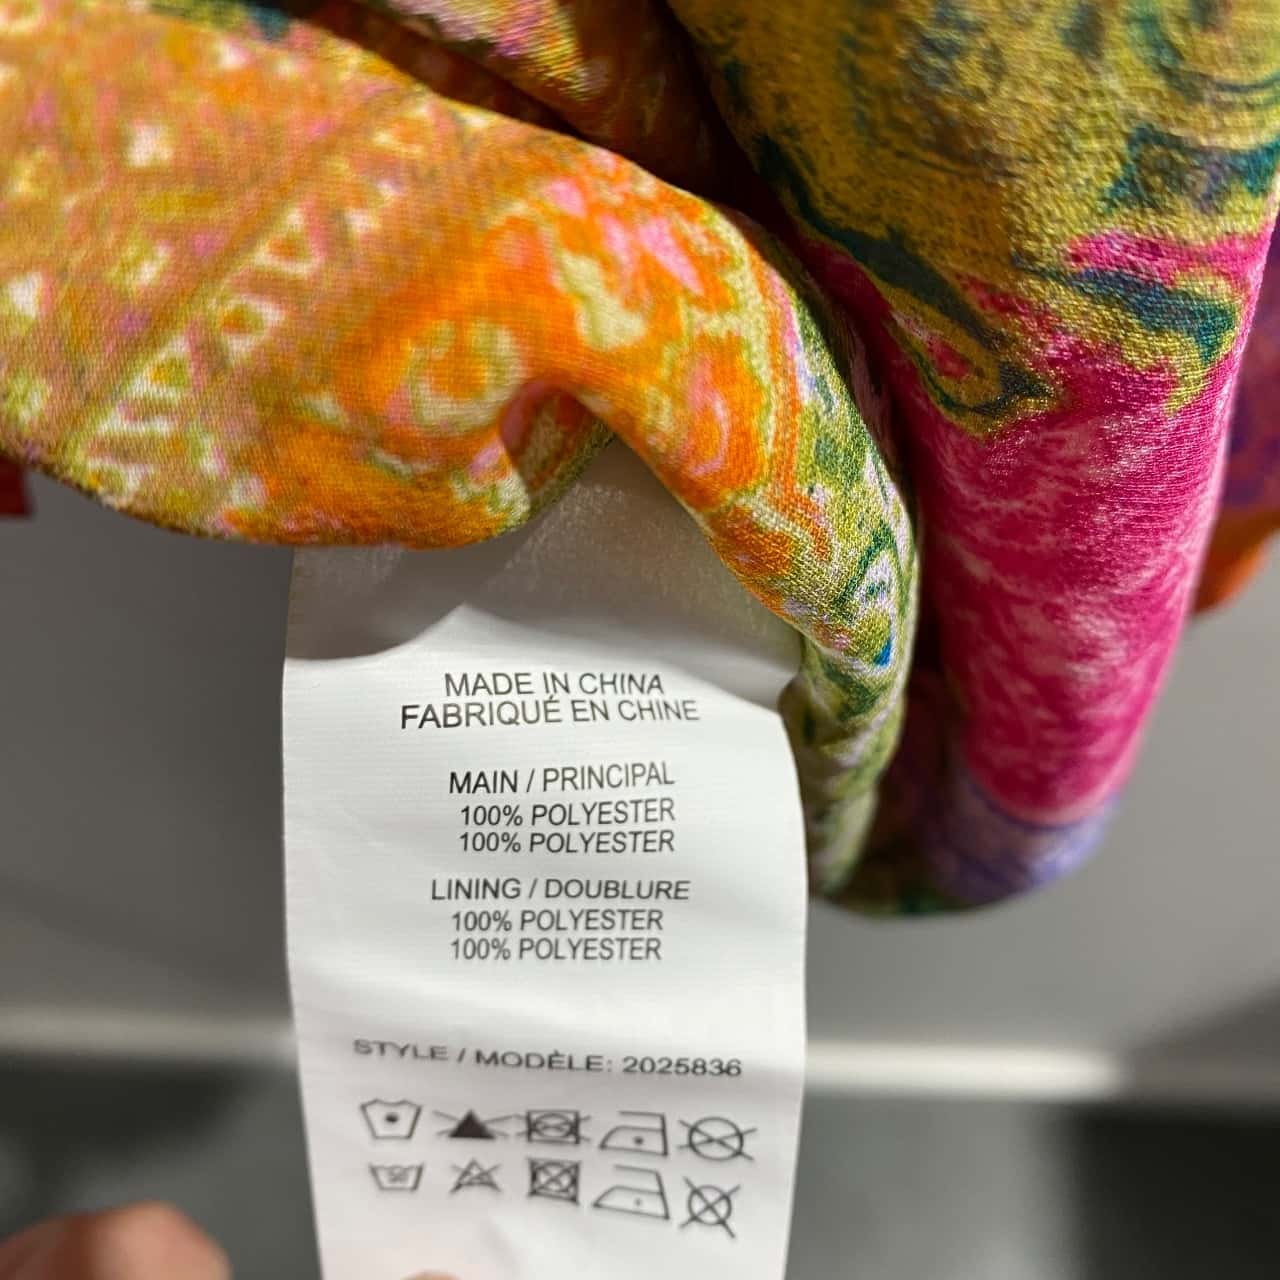 MADE IN CHINA
FABRIQUÉ EN CHINE
MAIN / PRINCIPAL
100% POLYESTER
100% POLYESTER
LINING / DOUBLURE
100% POLYESTER
100% POLYESTER
STYLE / MODÈLE: 2025836